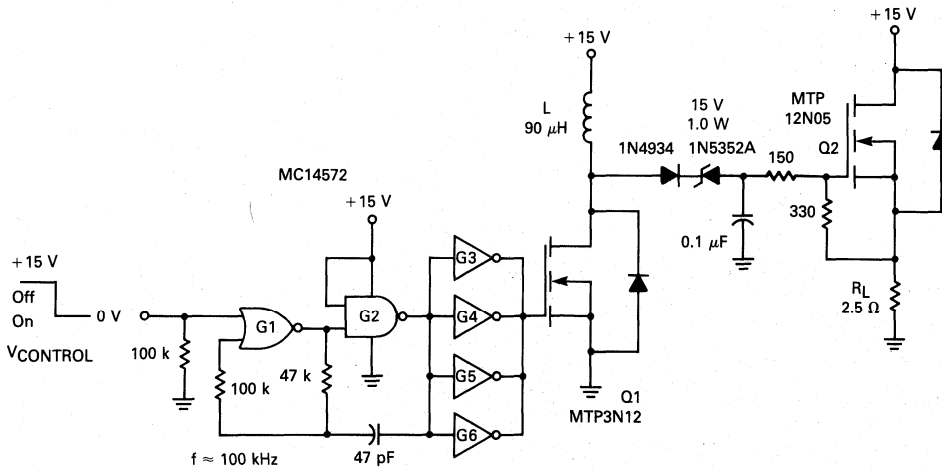 +15 V
+15 V
L
90 μH
15 V
1.0 W
1N4934
1N5352A
MTP
12N05
Q2
150
330
0.1 μF
RL
2.5 Ω
MC14572
+15 V
+15 V
Off
On
0 V
VCONTROL
100 k
G1
G2
G3
G4
G5
G6
100 k
47 k
47 pF
f ≈ 100 kHz
Q1
MTP3N12